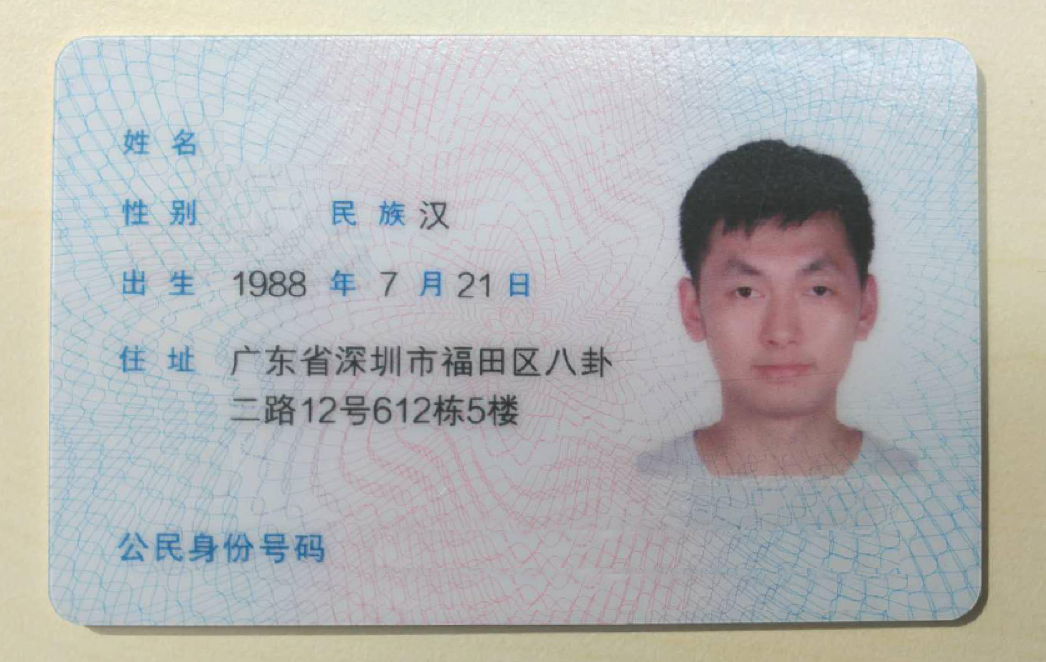 姓名
性别 民族汉
出生 1988 年 7 月 21 日
住址 广东省深圳市福田区八卦
二路12号612栋5楼
公民身份号码